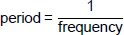 period = 1/frequency